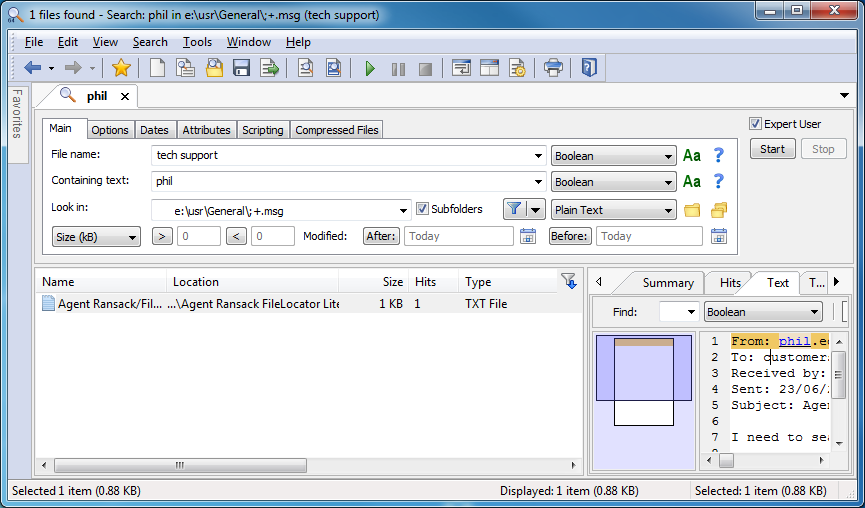 1 files found - Search: phil in e:\usr\General\;+.msg (tech support)
File Edit View Search Tools Window Help
Favorites
phil
Main Options Dates Attributes Scripting Compressed Files
Expert User
File name: tech support Boolean Aa ?
Start Stop
Containing text: phil Boolean Aa ?
Look in: e:\usr\General\;+.msg Subfolders Plain Text
Size (kB) > 0 < 0 Modified: After: Today Before: Today
Name Location Size Hits Type
Agent Ransack/Fil... ...\Agent Ransack FileLocator Lite 1 KB 1 TXT File
Summary Hits Text T...
Find: Boolean
1 From: phil.e
2 To: customers
3 Received by:
4 Sent: 23/06/
5 Subject: Agen
6
7 I need to sea
Selected 1 item (0.88 KB) Displayed: 1 item (0.88 KB) Selected: 1 item (0.88 KB)